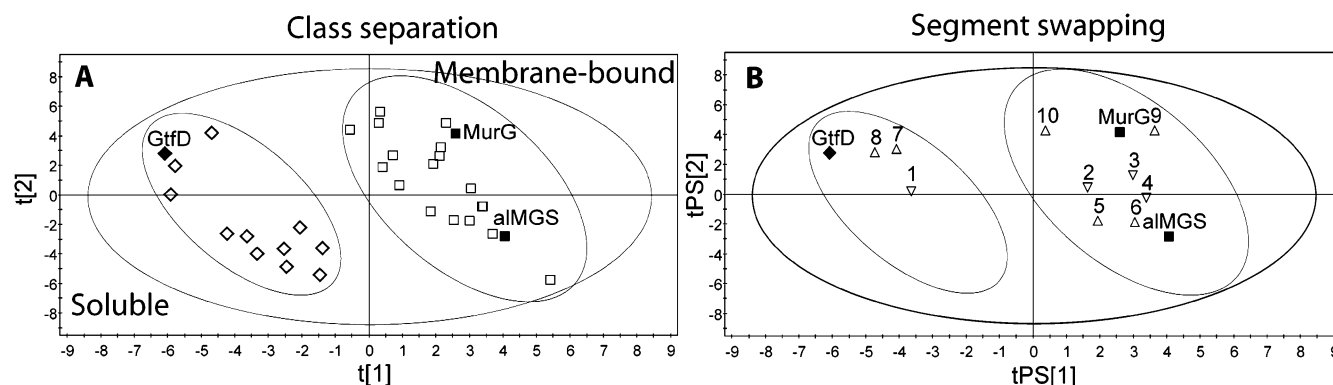 Class separation
A
Membrane-bound
GtfD
MurG
alMGS
Soluble
t[2]
8
6
4
2
0
-2
-4
-6
-8
-9 -8 -7 -6 -5 -4 -3 -2 -1 0 1 2 3 4 5 6 7 8 9
t[1]
Segment swapping
B
10
MurG
9
GtfD
8
7
1
2
3
4
5
6
alMGS
tPS[2]
8
6
4
2
0
-2
-4
-6
-8
-9 -8 -7 -6 -5 -4 -3 -2 -1 0 1 2 3 4 5 6 7 8 9
tPS[1]